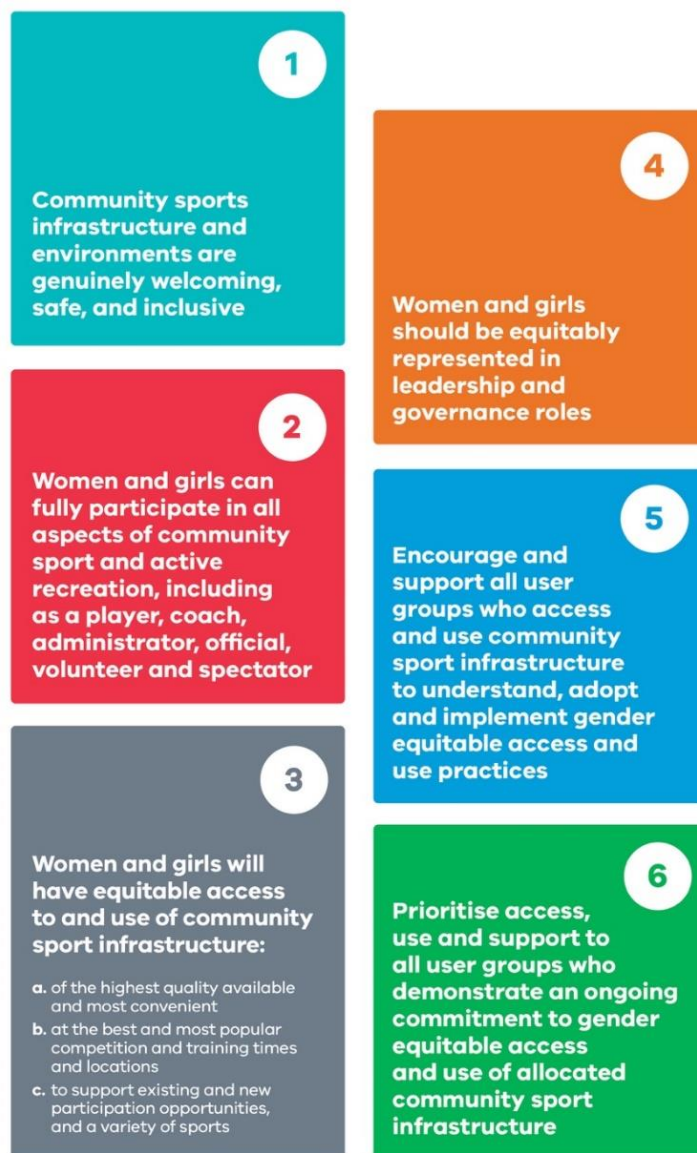 1
Community sports
infrastructure and
environments are
genuinely welcoming,
safe, and inclusive
2
Women and girls can
fully participate in all
aspects of community
sport and active
recreation, including
as a player, coach,
administrator, official,
volunteer and spectator
3
Women and girls will
have equitable access
to and use of community
sport infrastructure:
a. of the highest quality available
and most convenient
b. at the best and most popular
competition and training times
and locations
c. to support existing and new
participation opportunities,
and a variety of sports
4
Women and girls
should be equitably
represented in
leadership and
governance roles
5
Encourage and
support all user
groups who access
and use community
sport infrastructure
to understand, adopt
and implement gender
equitable access and
use practices
6
Prioritise access,
use and support to
all user groups who
demonstrate an ongoing
commitment to gender
equitable access
and use of allocated
community sport
infrastructure